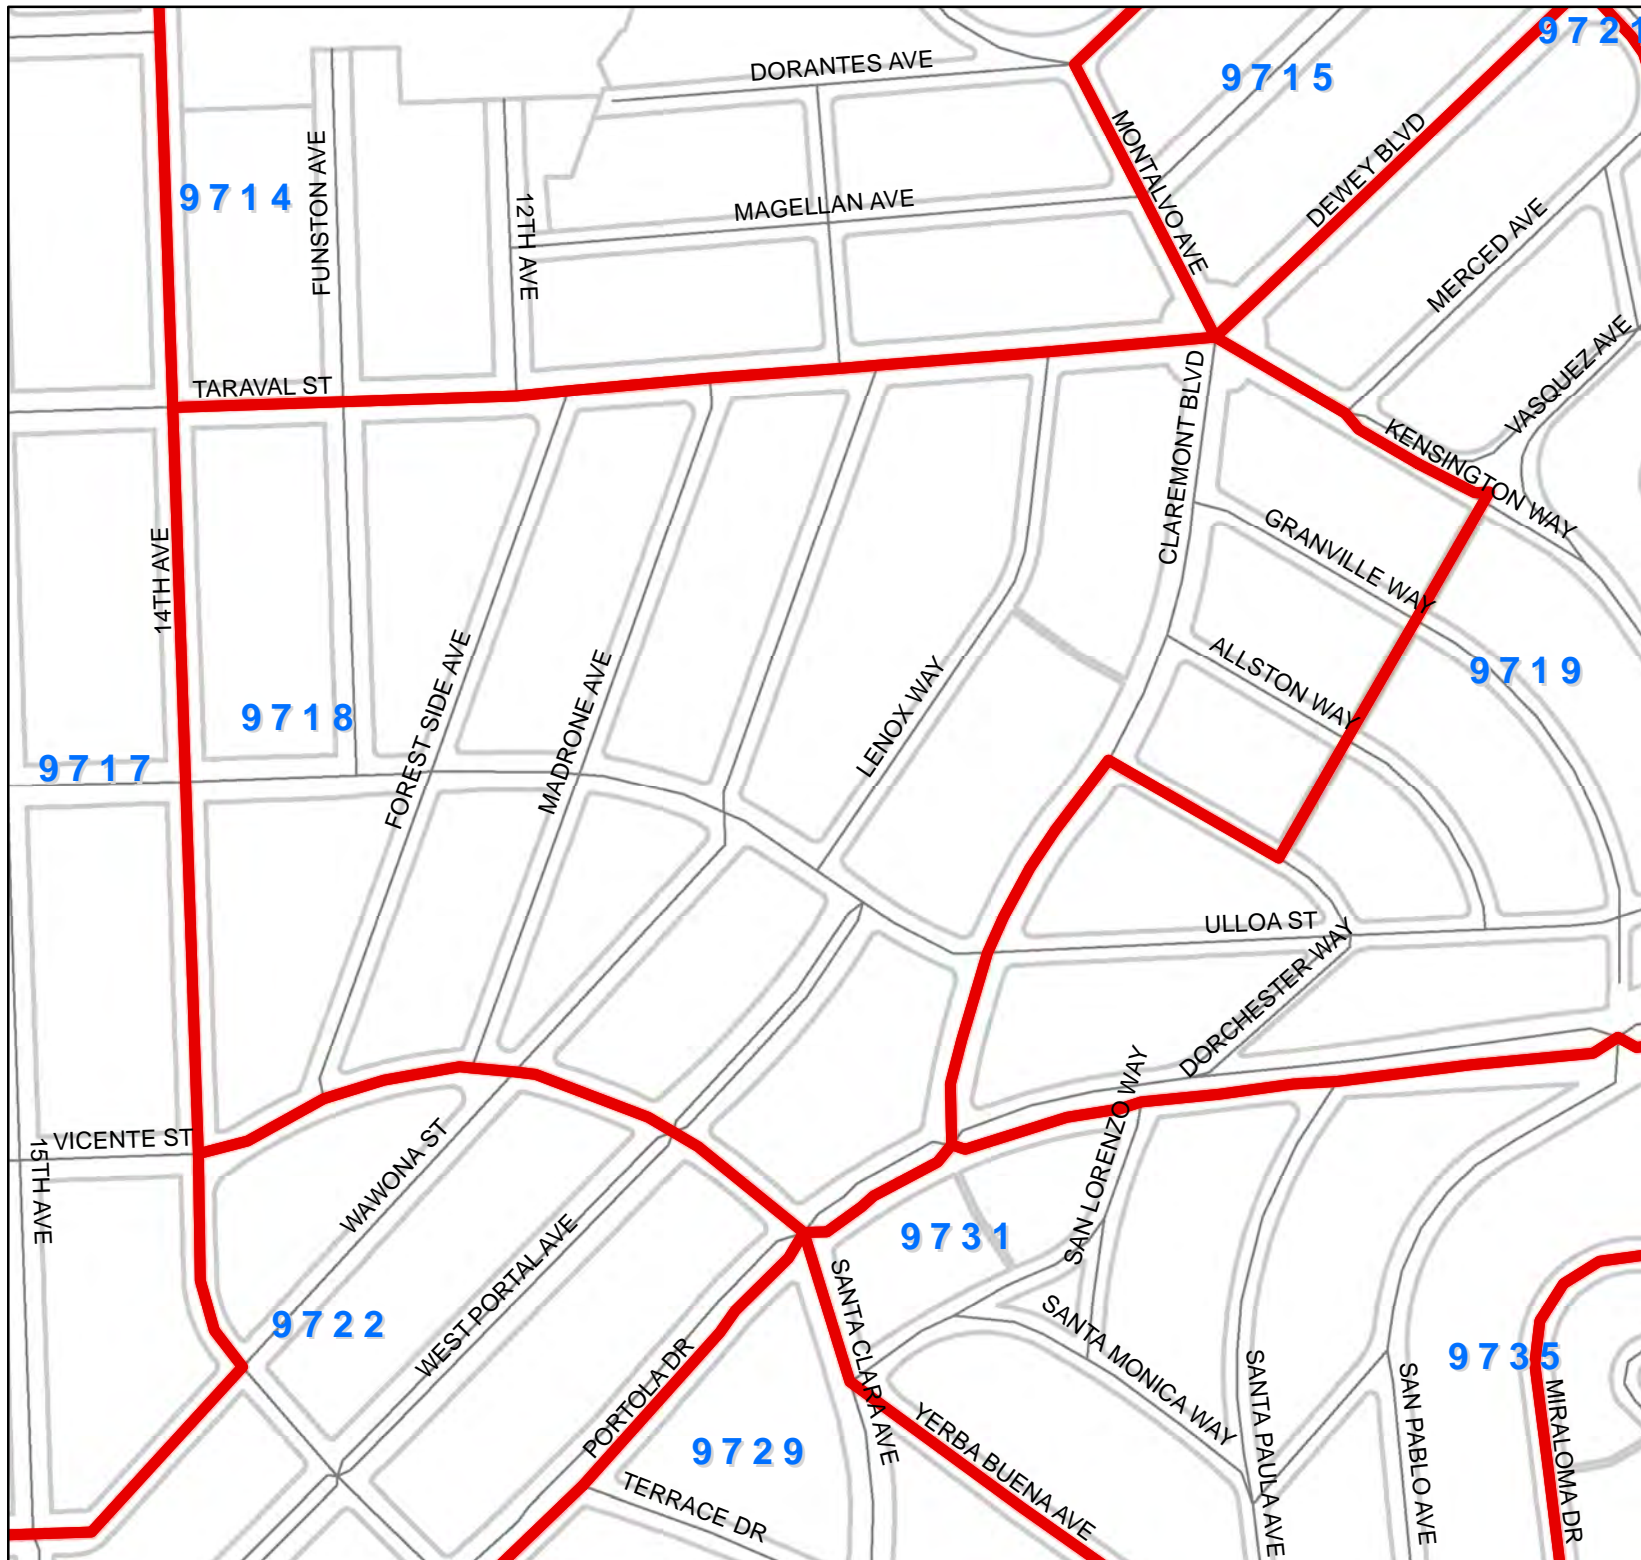 9721
DORANTES AVE
9715
MONTALVO AVE
DEWEY BLVD
FUNSTON AVE
9714
12TH AVE
MAGELLAN AVE
MERCED AVE
VASQUEZ AVE
TARAVAL ST
CLAREMONT BLVD
KENSINGTON WAY
GRANVILLE WAY
14TH AVE
ALLSTON WAY
9719
FOREST SIDE AVE
MADRONE AVE
LENOX WAY
9718
9717
ULLOA ST
DORCHESTER WAY
VICENTE ST
15TH AVE
WAWONA ST
SAN LORENZO WAY
9731
WEST PORTAL AVE
SANTA CLARA AVE
9722
SANTA MONICA WAY
PORTOLA DR
9735
SANTA PAULA AVE
SAN PABLO AVE
MIRALOMA DR
9729
YERBA BUENA AVE
TERRACE DR